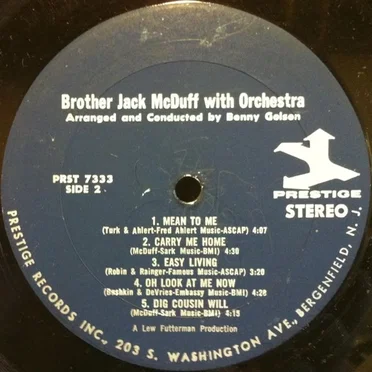 Brother Jack McDuff with Orchestra
Arranged and Conducted by Benny Golson
PRST 7333
SIDE 2
PRESTIGE
STEREO
1. MEAN TO ME
(Turk & Ahlert-Fred Ahlert Music-ASCAP) 4:07
2. CARRY ME HOME
(McDuff-Sark Music-BMI) 4:30
3. EASY LIVING
(Robin & Rainger-Famous Music-ASCAP) 3:20
4. OH LOOK AT ME NOW
(Bushkin & DeVries-Embassy Music-BMI) 4:28
5. DIG COUSIN WILL
(McDuff-Sark Music-BMI) 4:15
A Lew Futterman Production
PRESTIGE RECORDS INC., 203 S. WASHINGTON AVE., BERGENFIELD, N. J.